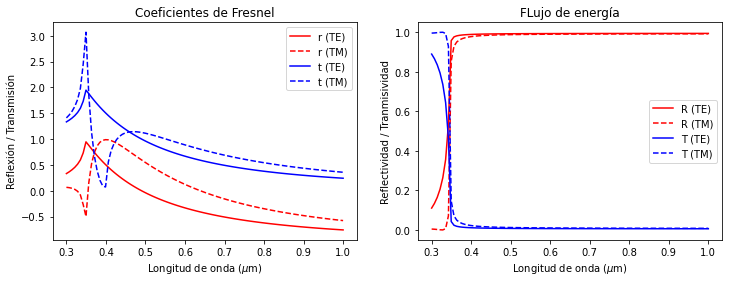 Coeficientes de Fresnel
Reflexión / Transmisión
3.0
2.5
2.0
1.5
1.0
0.5
0.0
−0.5
r (TE)
r (TM)
t (TE)
t (TM)
0.3 0.4 0.5 0.6 0.7 0.8 0.9 1.0
Longitud de onda (μm)
FLujo de energía
Reflectividad / Tranmisividad
1.0
0.8
0.6
0.4
0.2
0.0
R (TE)
R (TM)
T (TE)
T (TM)
0.3 0.4 0.5 0.6 0.7 0.8 0.9 1.0
Longitud de onda (μm)